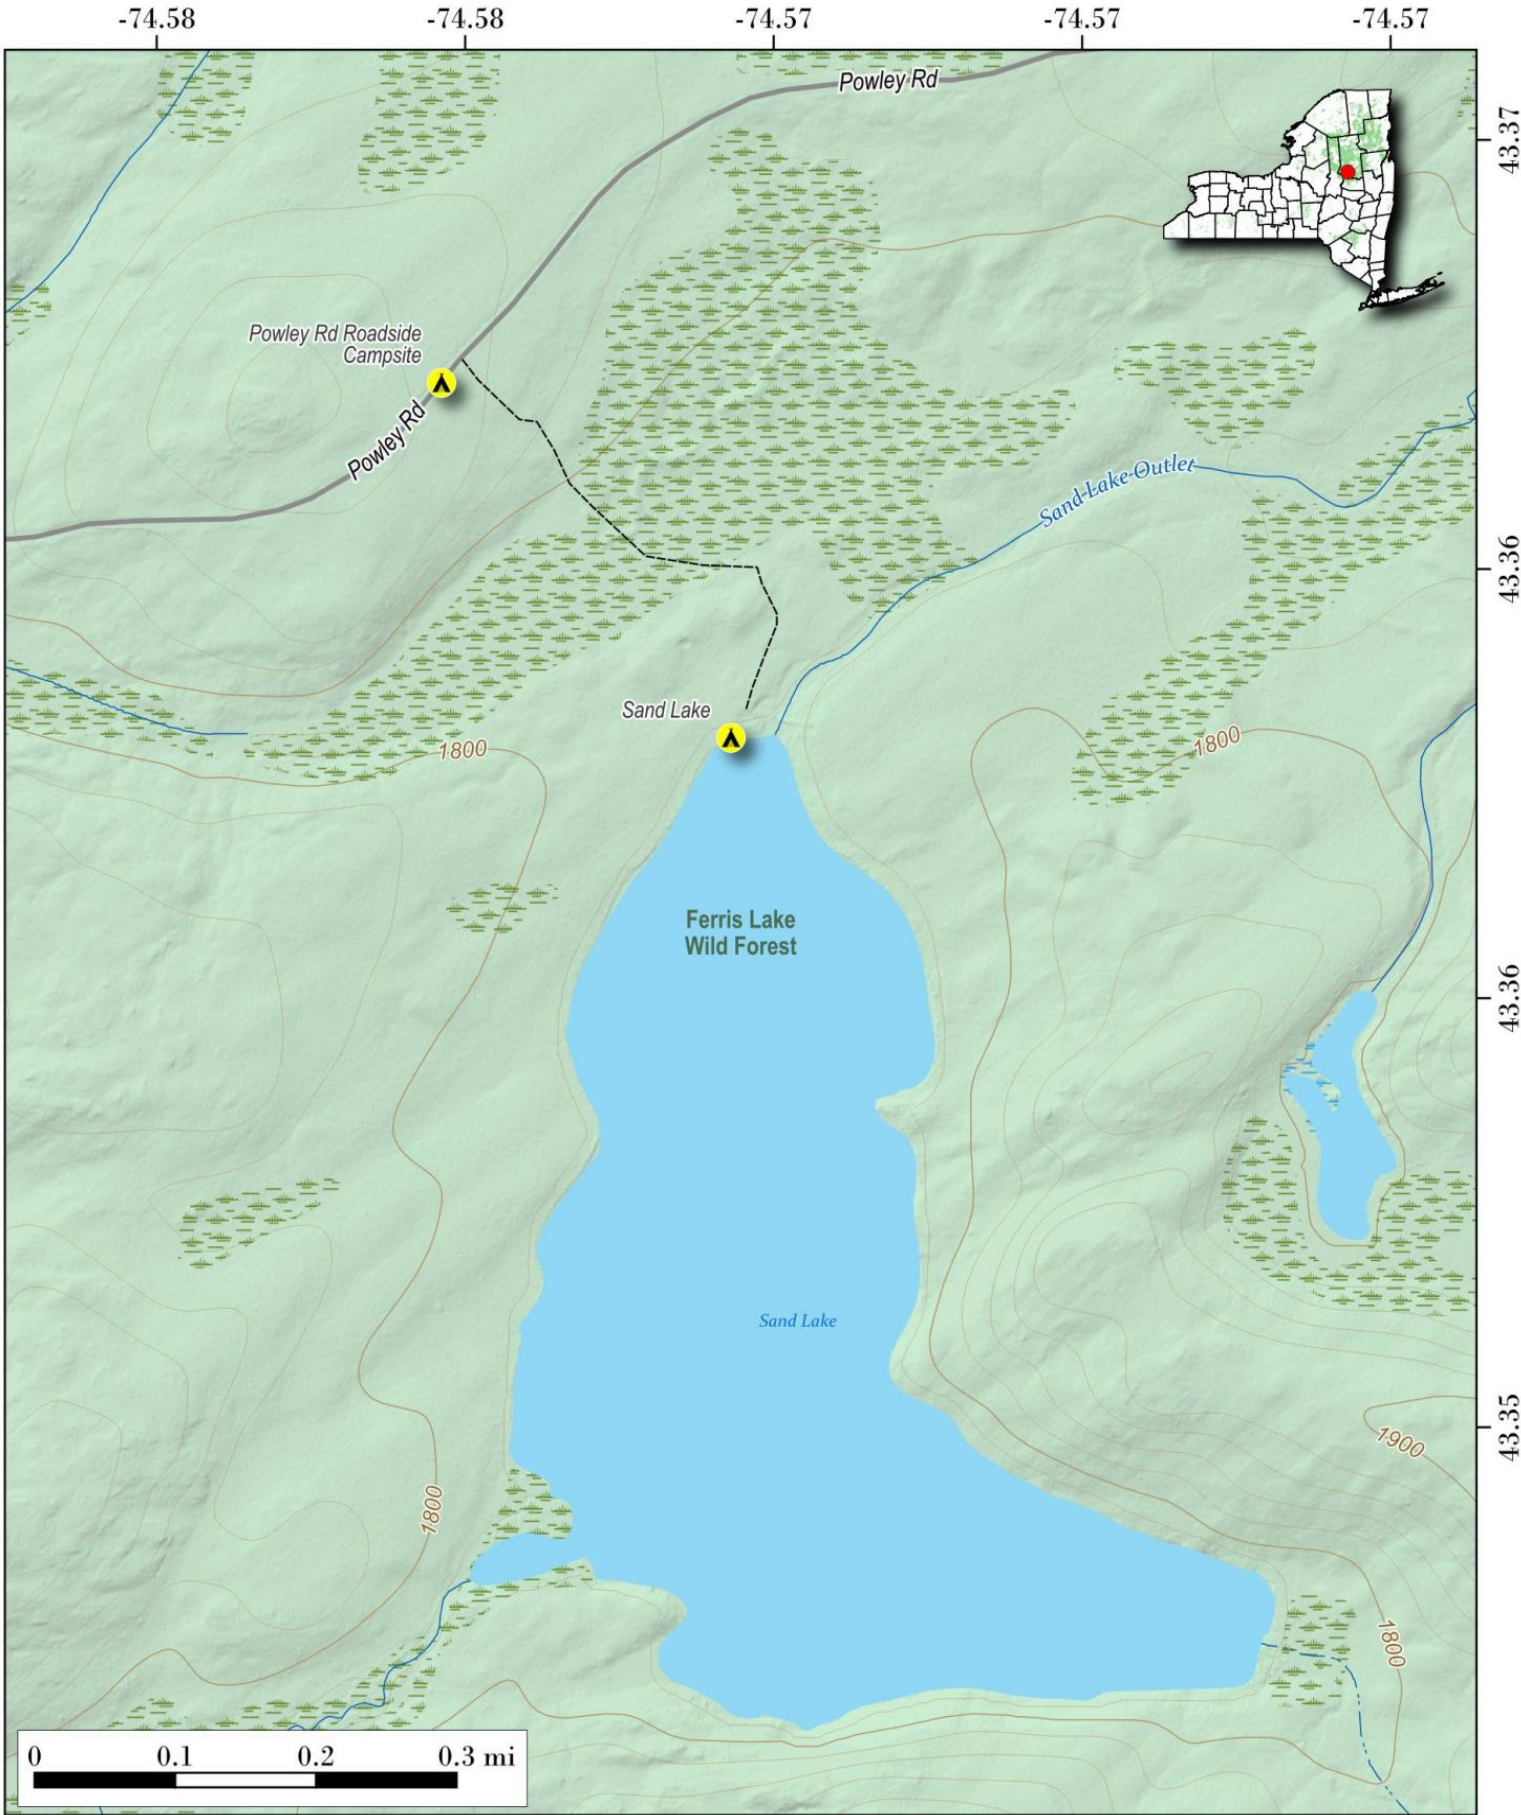 -74.58 -74.58 -74.57 -74.57 -74.57
Powley Rd
43.37
Powley Rd Roadside
Campsite
Powley Rd
Sand Lake Outlet
43.36
Sand Lake
1800
1800
Ferris Lake
Wild Forest
43.36
Sand Lake
43.35
1900
1800
1800
0 0.1 0.2 0.3 mi